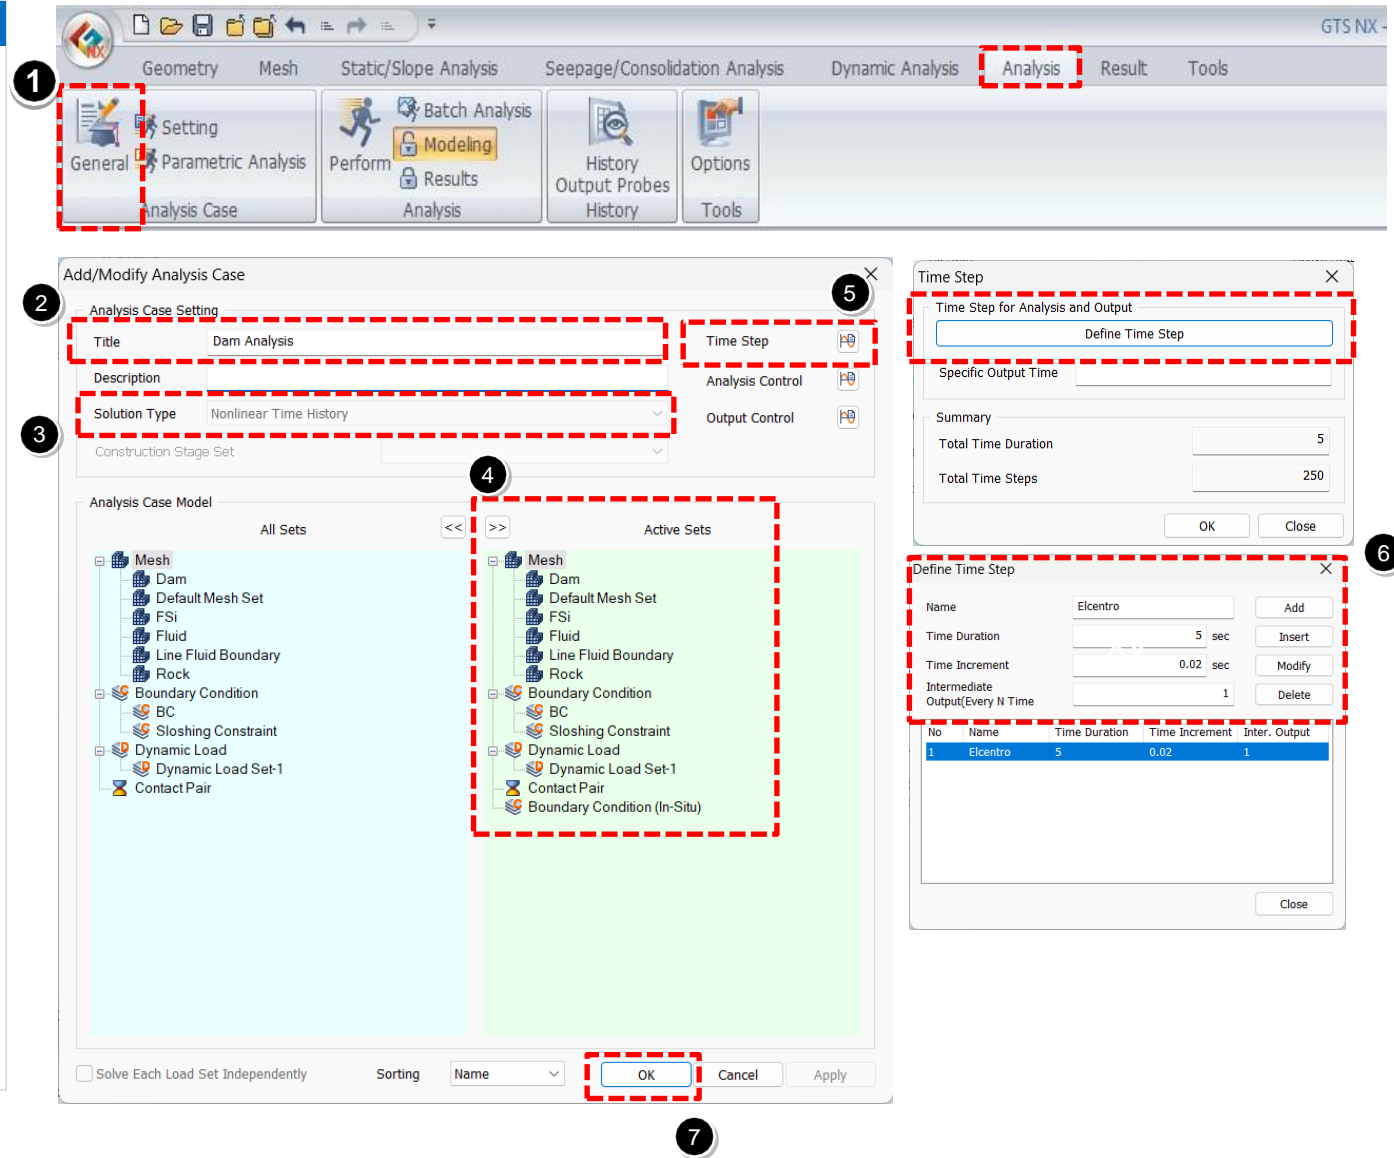 GTS NX -
Geometry Mesh Static/Slope Analysis Seepage/Consolidation Analysis Dynamic Analysis Analysis Result Tools
1
General
Setting
Parametric Analysis
Analysis Case
Perform
Batch Analysis
Modeling
Results
Analysis
History
Output Probes
History
Options
Tools
Add/Modify Analysis Case
2
Analysis Case Setting
5
Title Dam Analysis
Time Step
Description
Analysis Control
3
Solution Type Nonlinear Time History
Output Control
Construction Stage Set
4
Analysis Case Model
All Sets << >> Active Sets
Mesh
Dam
Default Mesh Set
FSi
Fluid
Line Fluid Boundary
Rock
Boundary Condition
BC
Sloshing Constraint
Dynamic Load
Dynamic Load Set-1
Contact Pair
Mesh
Dam
Default Mesh Set
FSi
Fluid
Line Fluid Boundary
Rock
Boundary Condition
BC
Sloshing Constraint
Dynamic Load
Dynamic Load Set-1
Contact Pair
Boundary Condition (In-Situ)
Solve Each Load Set Independently Sorting Name OK Cancel Apply
7
Time Step
Time Step for Analysis and Output
Define Time Step
Specific Output Time
Summary
Total Time Duration 5
Total Time Steps 250
OK Close
6
Define Time Step
Name Elcentro Add
Time Duration 5 sec Insert
Time Increment 0.02 sec Modify
Intermediate
Output(Every N Time 1 Delete
No Name Time Duration Time Increment Inter. Output
1 Elcentro 5 0.02 1
Close